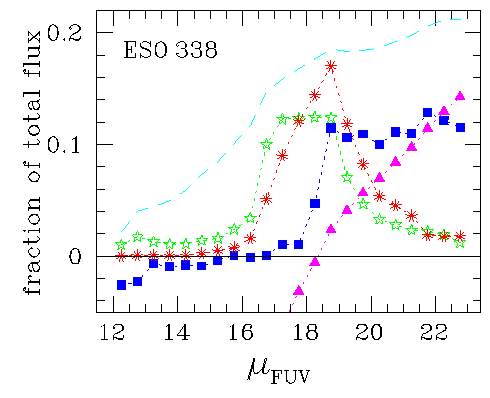 ESO 338
fraction of total flux
0.2
0.1
0
12 14 16 18 20 22
μFUV